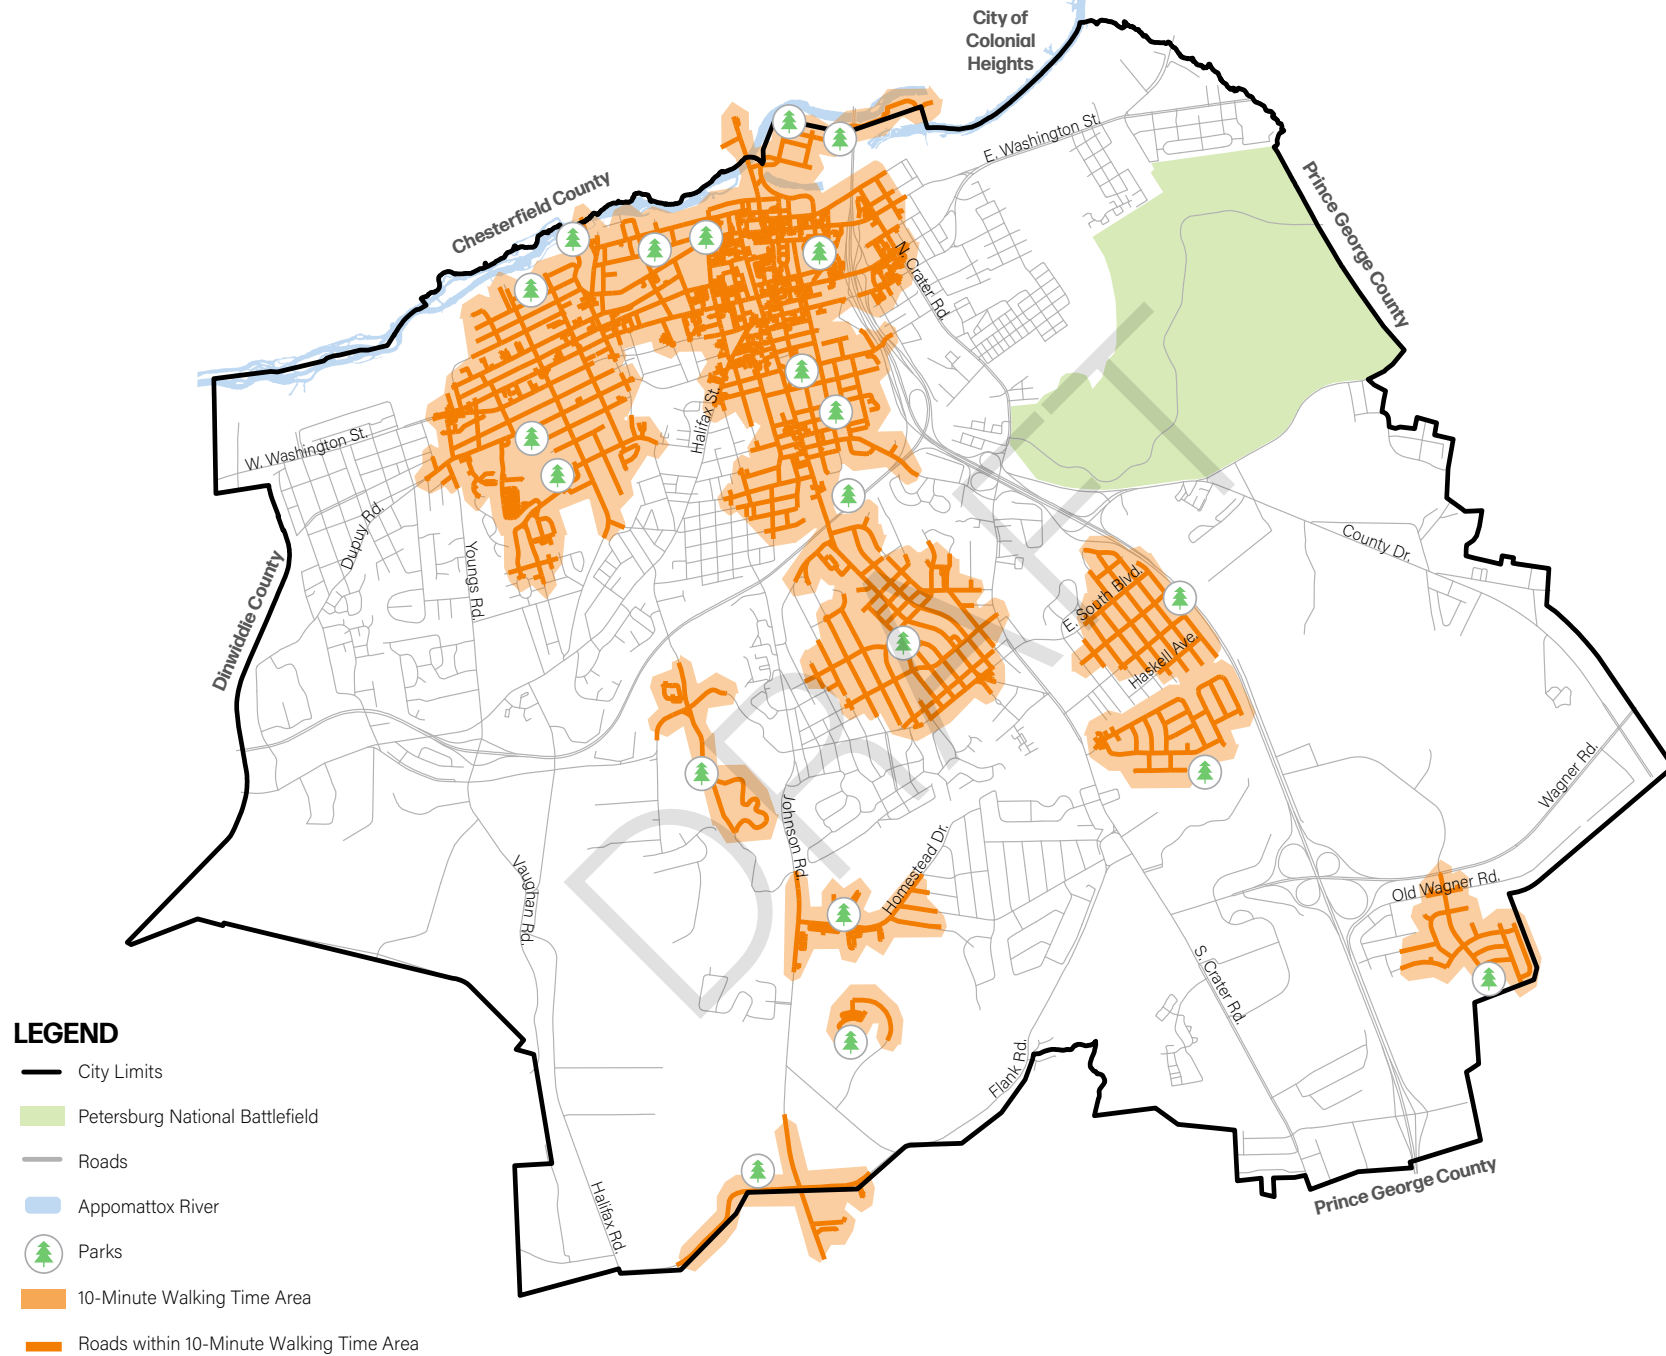 City of
Colonial
Heights
E. Washington St.
Chesterfield County
Prince George County
N. Crater Rd.
Halifax St.
W. Washington St.
Dupuy Rd.
Youngs Rd.
County Dr.
E. South Blvd.
Haskell Ave.
Dinwiddie County
Wagner Rd.
Johnson Rd.
Homestead Dr.
Vaughan Rd.
Old Wagner Rd.
S. Crater Rd.
Flank Rd.
Halifax Rd.
Prince George County
DRAFT
LEGEND
City Limits
Petersburg National Battlefield
Roads
Appomattox River
Parks
10-Minute Walking Time Area
Roads within 10-Minute Walking Time Area